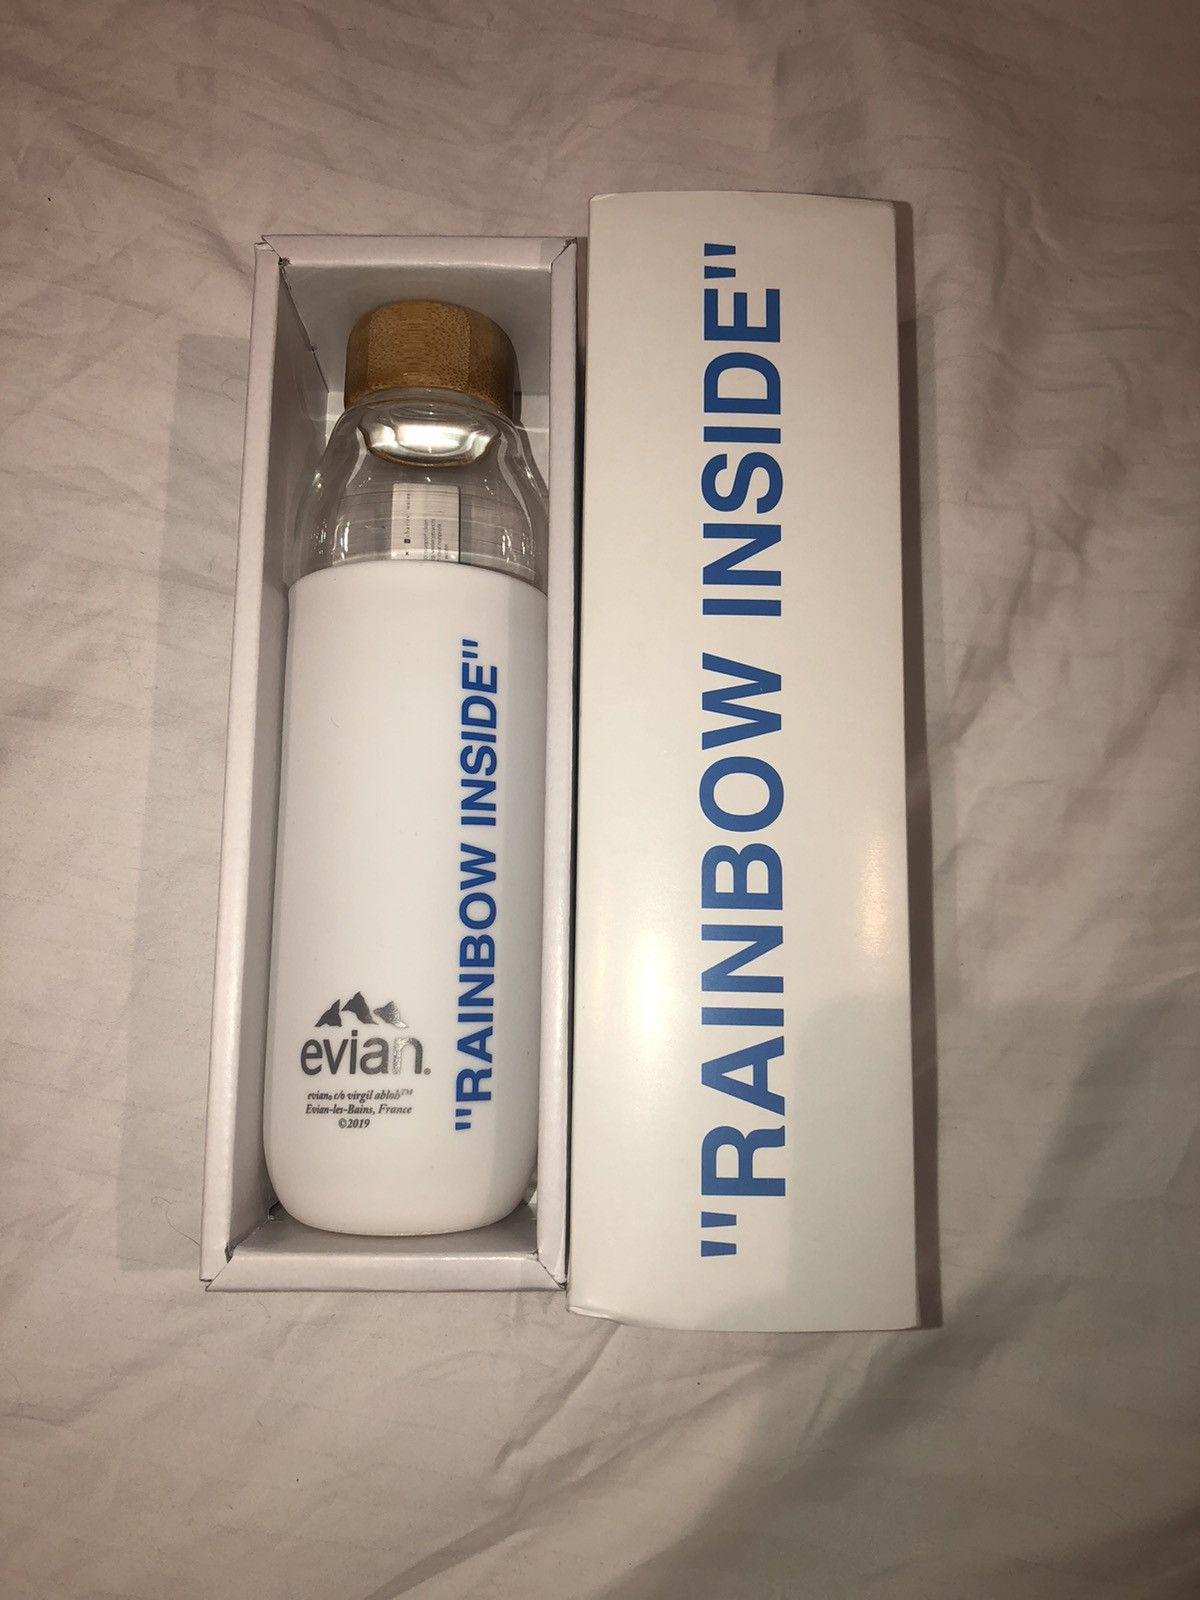 "RAINBOW INSIDE"
evian®
evian® c/o virgil abloh™
Evian-les-Bains, France
©2019
"RAINBOW INSIDE"